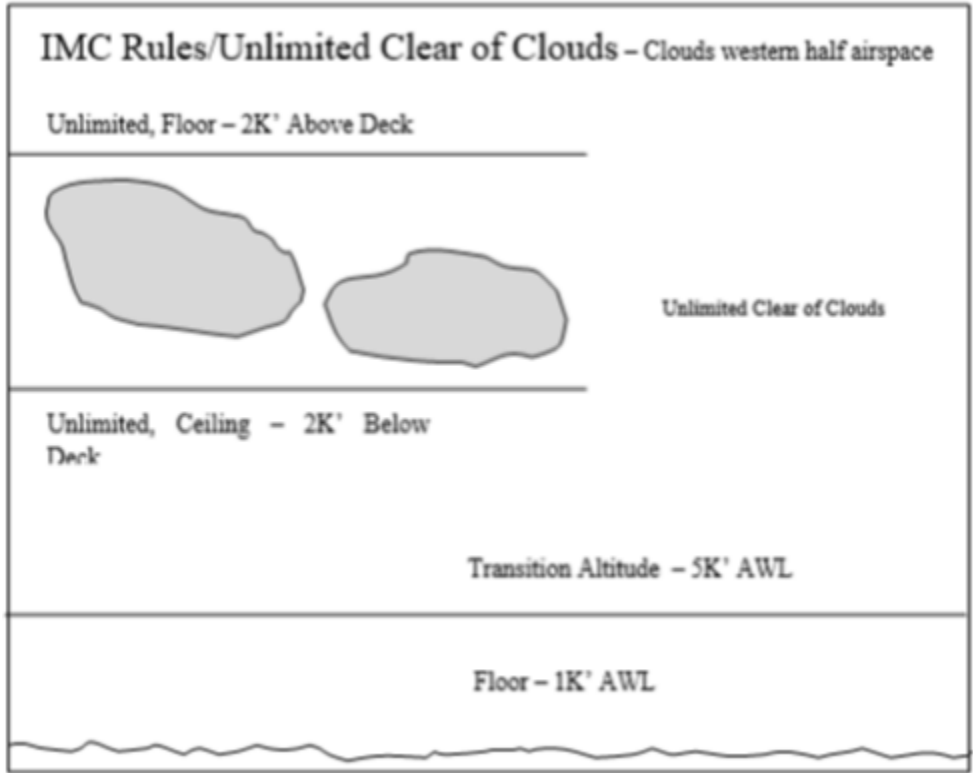 IMC Rules/Unlimited Clear of Clouds – Clouds western half airspace
Unlimited, Floor – 2K' Above Deck
Unlimited Clear of Clouds
Unlimited, Ceiling – 2K' Below
Deck
Transition Altitude – 5K' AWL
Floor – 1K' AWL